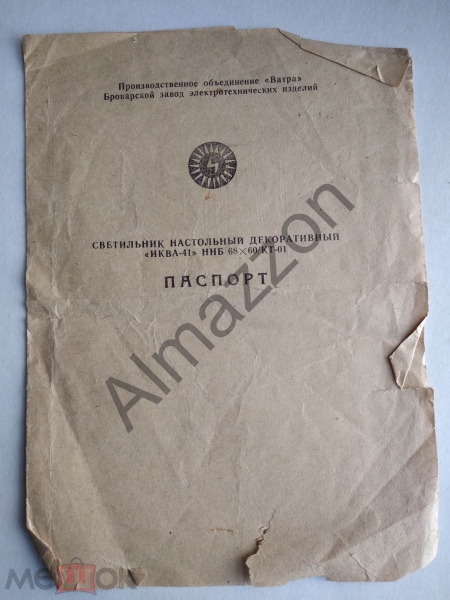 Производственное объединение «Ватра»
Броварской завод электротехнических изделий
СВЕТИЛЬНИК НАСТОЛЬНЫЙ ДЕКОРАТИВНЫЙ
«ИКВА-41» ННБ 68×60/КТ-01
ПАСПОРТ
Almazzon
МЕШОК